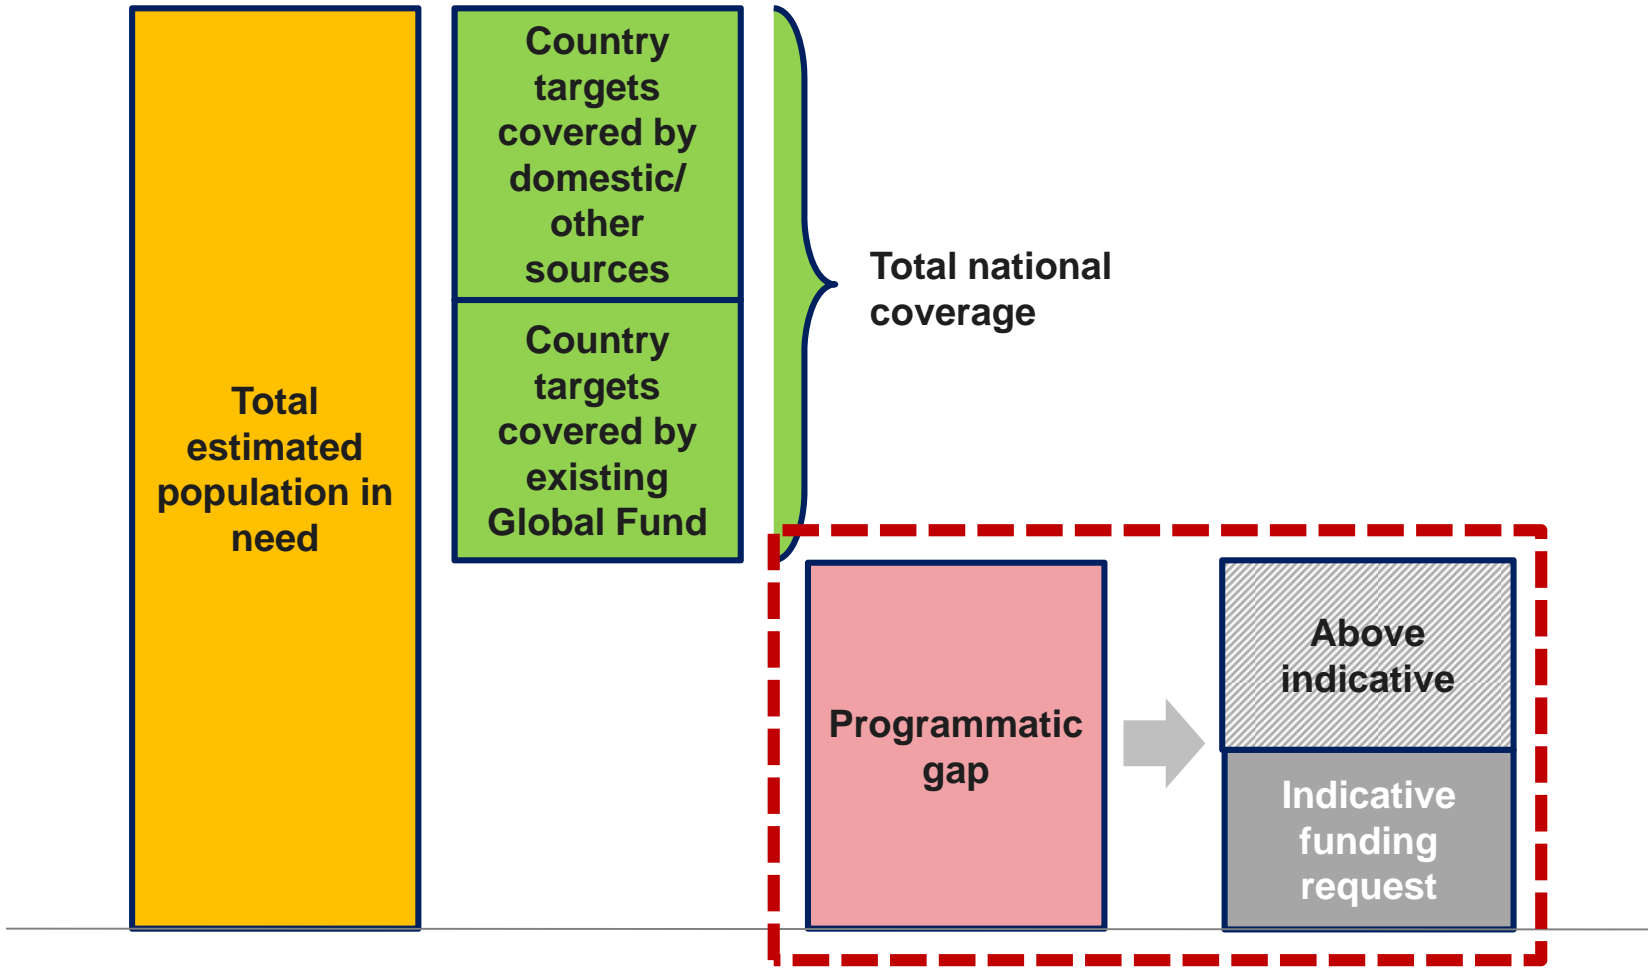 Total
estimated
population in
need
Country
targets
covered by
domestic/
other
sources
Country
targets
covered by
existing
Global Fund
Total national
coverage
Programmatic
gap
Above
indicative
Indicative
funding
request